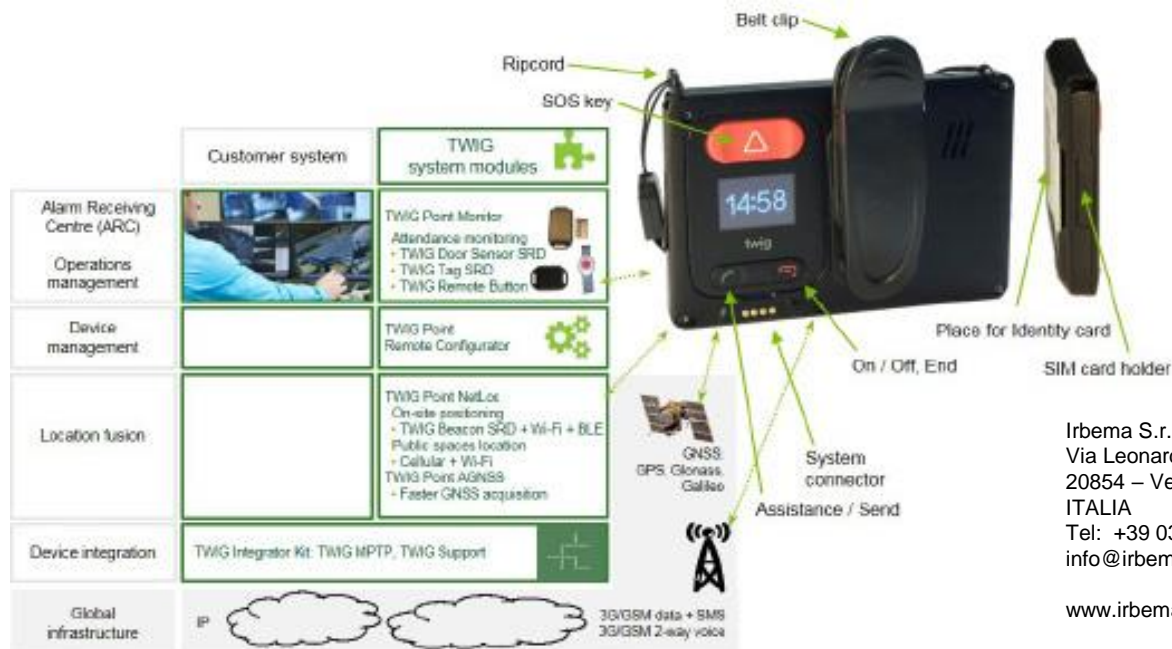 Belt clip
Ripcord
SOS key
Customer system
TWIG
system modules
Alarm Receiving
Centre (ARC)
Operations
management
TWIG Point Monitor
Attendance monitoring
• TWIG Door Sensor SRD
• TWIG Tag SRD
• TWIG Remote Button
14:58
twig
Device
management
TWIG Point
Remote Configurator
Place for Identity card
On / Off, End
SIM card holder
Location fusion
TWIG Point NetLoc
On-site positioning
• TWIG Beacon SRD + Wi-Fi + BLE
Public spaces location
• Cellular + Wi-Fi
TWIG Point AGNSS
• Faster GNSS acquisition
GNSS:
GPS, Glonass,
Galileo
System
connector
Assistance / Send
Device integration
TWIG Integrator Kit: TWIG MPTP, TWIG Support
Global
infrastructure
IP
3G/GSM data + SMS
3G/GSM 2-way voice
Irbema S.r.
Via Leonar
20854 – Ve
ITALIA
Tel: +39 03
info@irbem
www.irbema